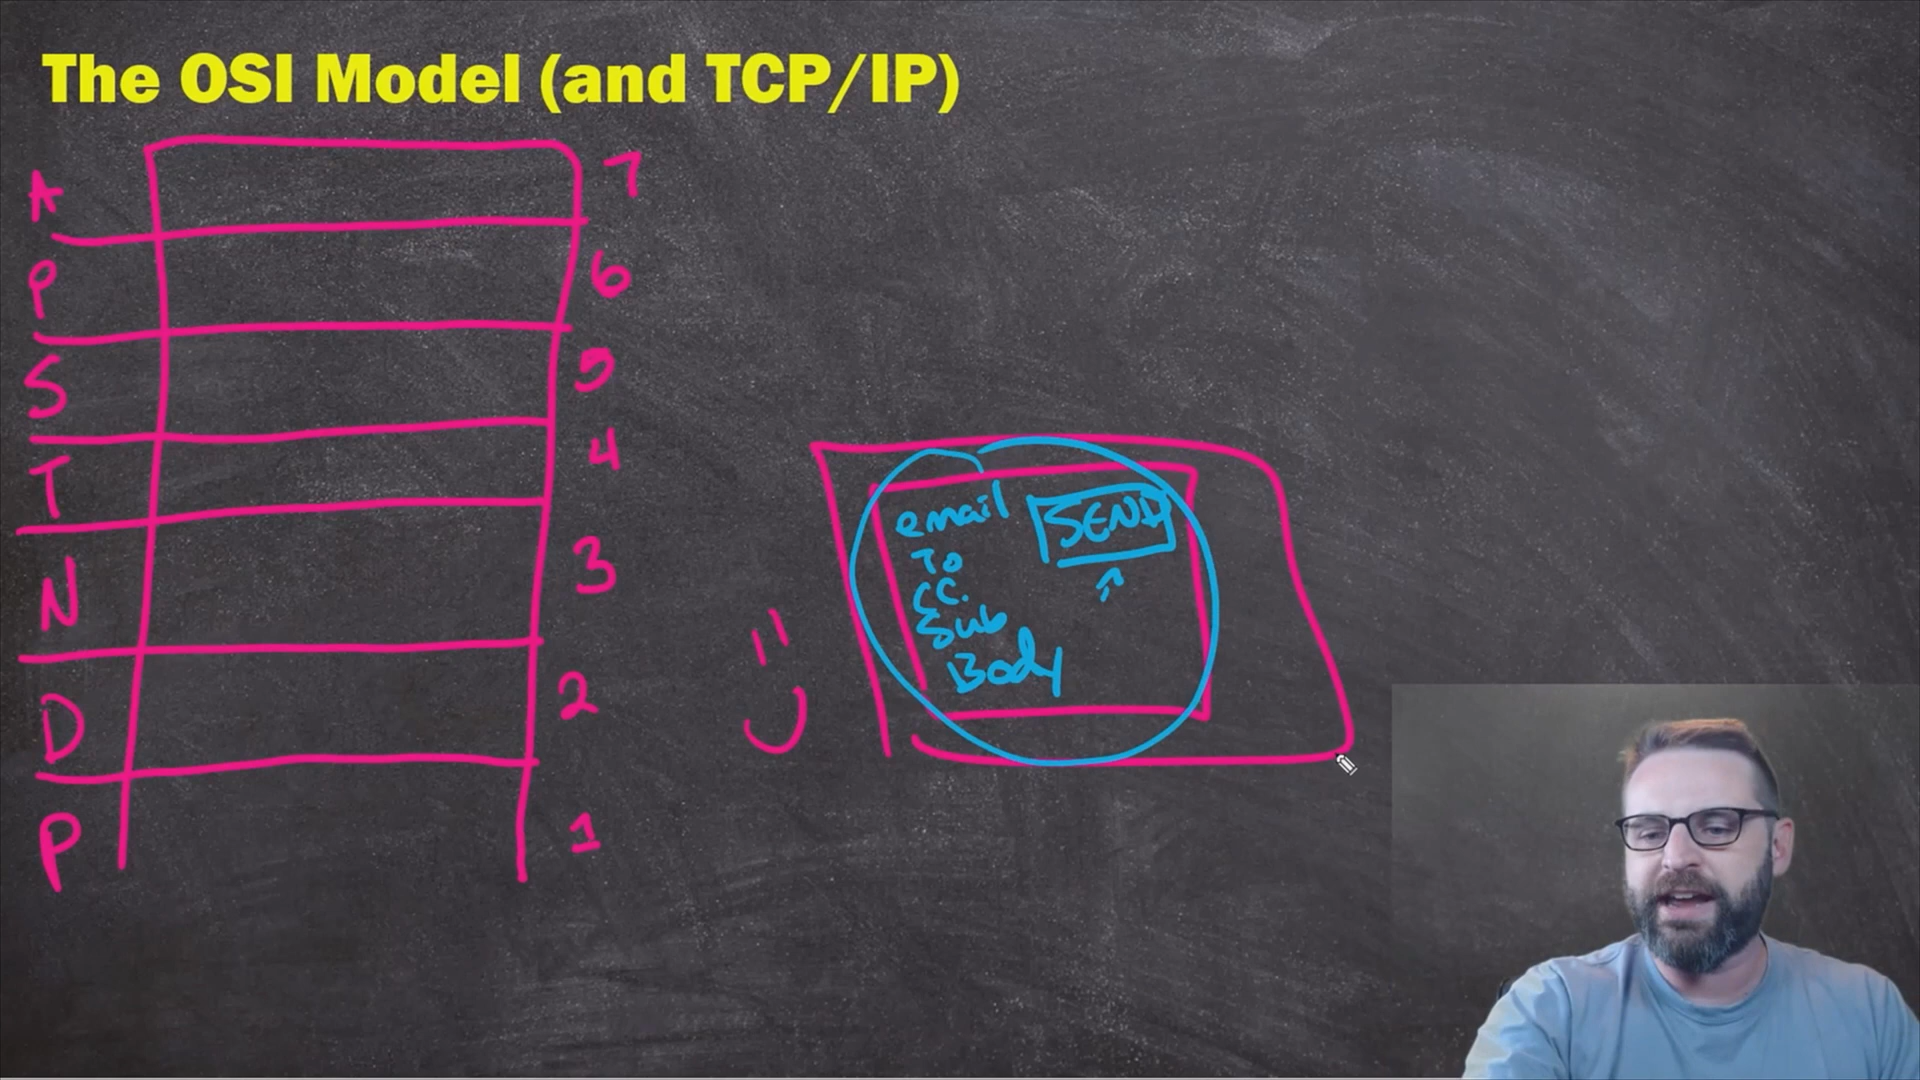 The OSI Model (and TCP/IP)
A 7
P 6
S 5
T 4
N 3
D 2
P 1
email SEND
To
CC.
Sub
Body